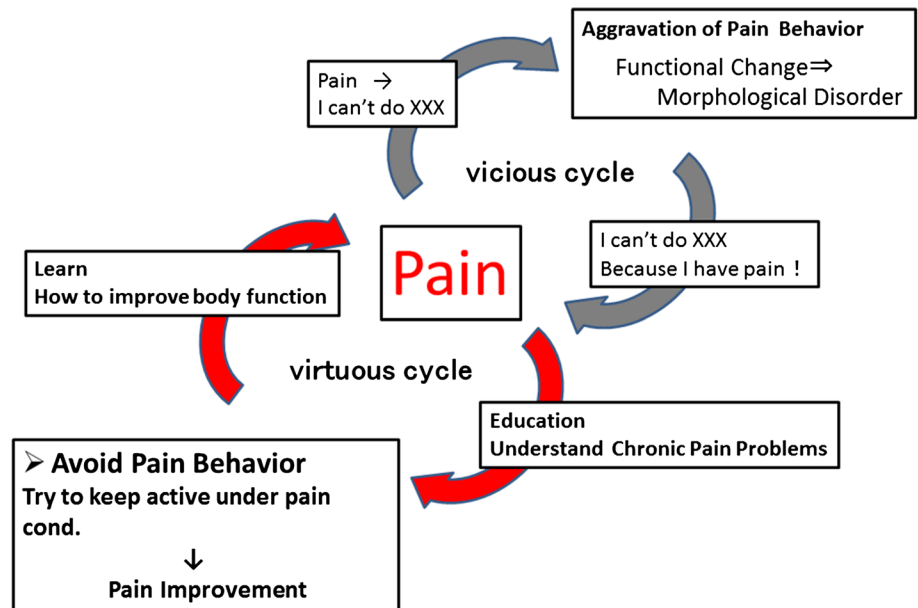 Aggravation of Pain Behavior
Functional Change⇒
Morphological Disorder
Pain →
I can't do XXX
vicious cycle
I can't do XXX
Because I have pain！
Pain
Learn
How to improve body function
virtuous cycle
Education
Understand Chronic Pain Problems
➢ Avoid Pain Behavior
Try to keep active under pain
cond.
↓
Pain Improvement